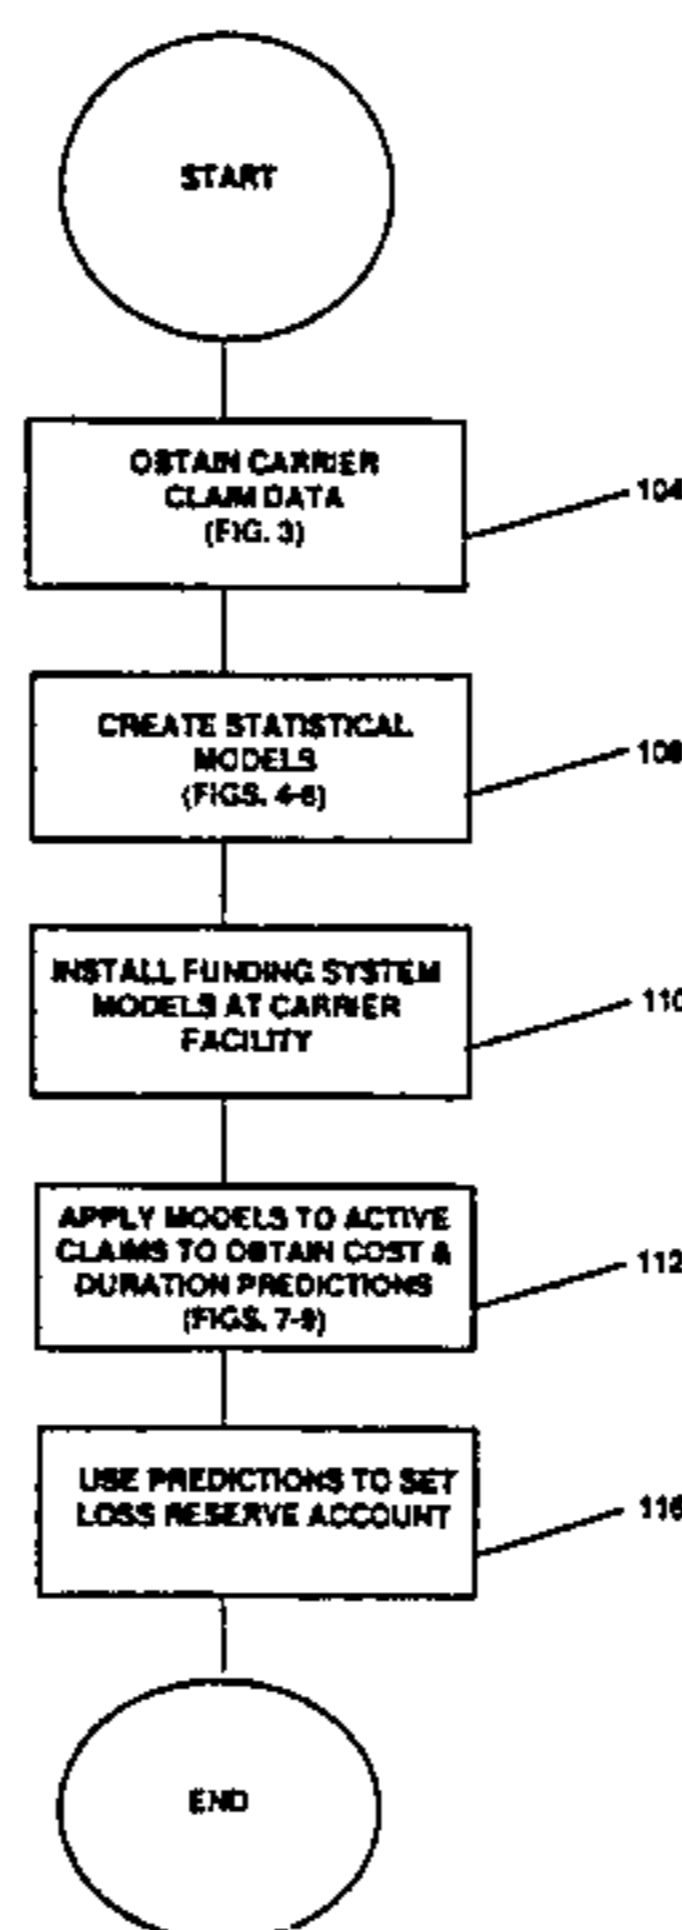 START
OBTAIN CARRIER
CLAIM DATA
(FIG. 3)
104
CREATE STATISTICAL
MODELS
(FIGS. 4-6)
108
INSTALL FUNDING SYSTEM
MODELS AT CARRIER
FACILITY
110
APPLY MODELS TO ACTIVE
CLAIMS TO OBTAIN COST &
DURATION PREDICTIONS
(FIGS. 7-9)
112
USE PREDICTIONS TO SET
LOSS RESERVE ACCOUNT
116
END